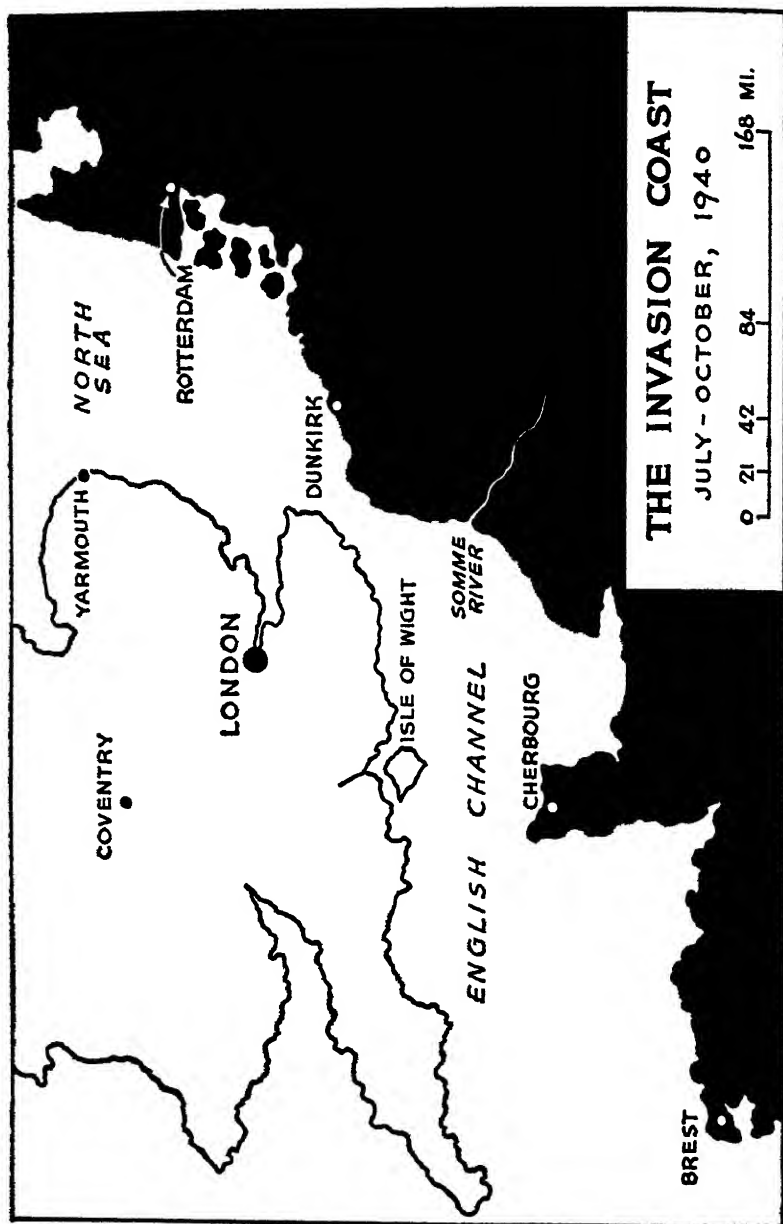 NORTH
SEA
YARMOUTH
COVENTRY
ROTTERDAM
LONDON
DUNKIRK
ISLE OF WIGHT
SOMME
RIVER
ENGLISH CHANNEL
CHERBOURG
BREST
THE INVASION COAST
JULY-OCTOBER, 1940
0 21 42 84 168 MI.